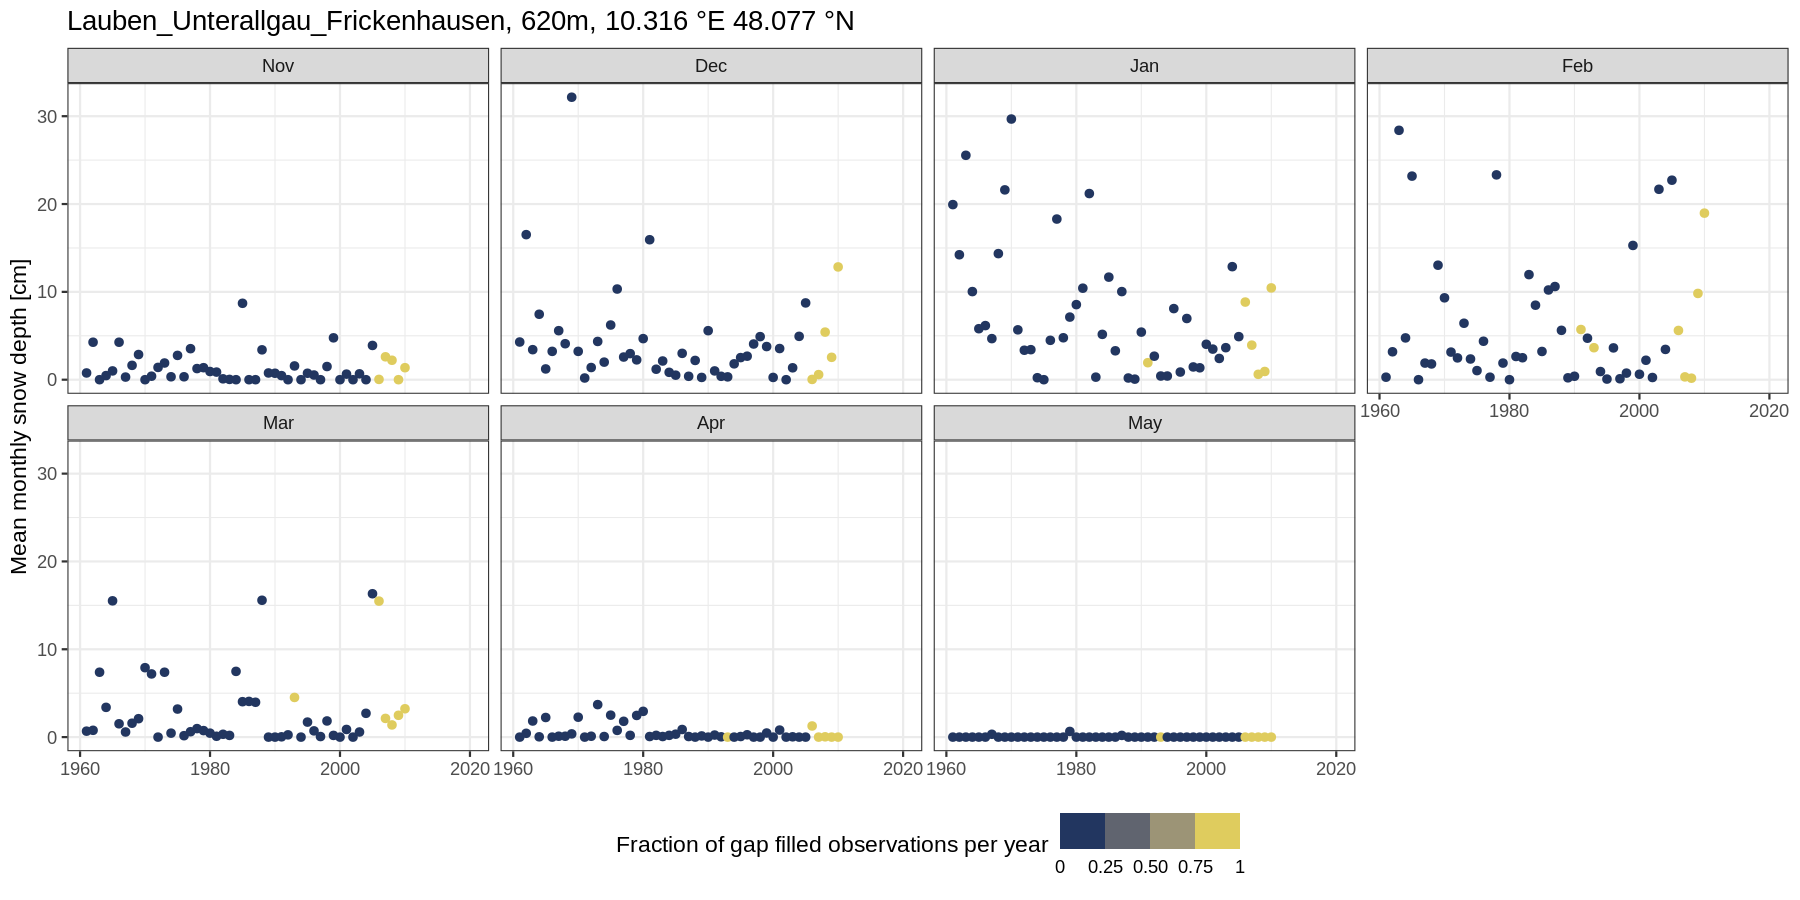 Lauben_Unterallgau_Frickenhausen, 620m, 10.316 °E 48.077 °N
Nov
Dec
Jan
Feb
Mean monthly snow depth [cm]
30
20
10
0
1960 1980 2000 2020
Mar
Apr
May
30
20
10
0
1960 1980 2000 2020
1960 1980 2000 2020
1960 1980 2000 2020
Fraction of gap filled observations per year
0 0.25 0.50 0.75 1